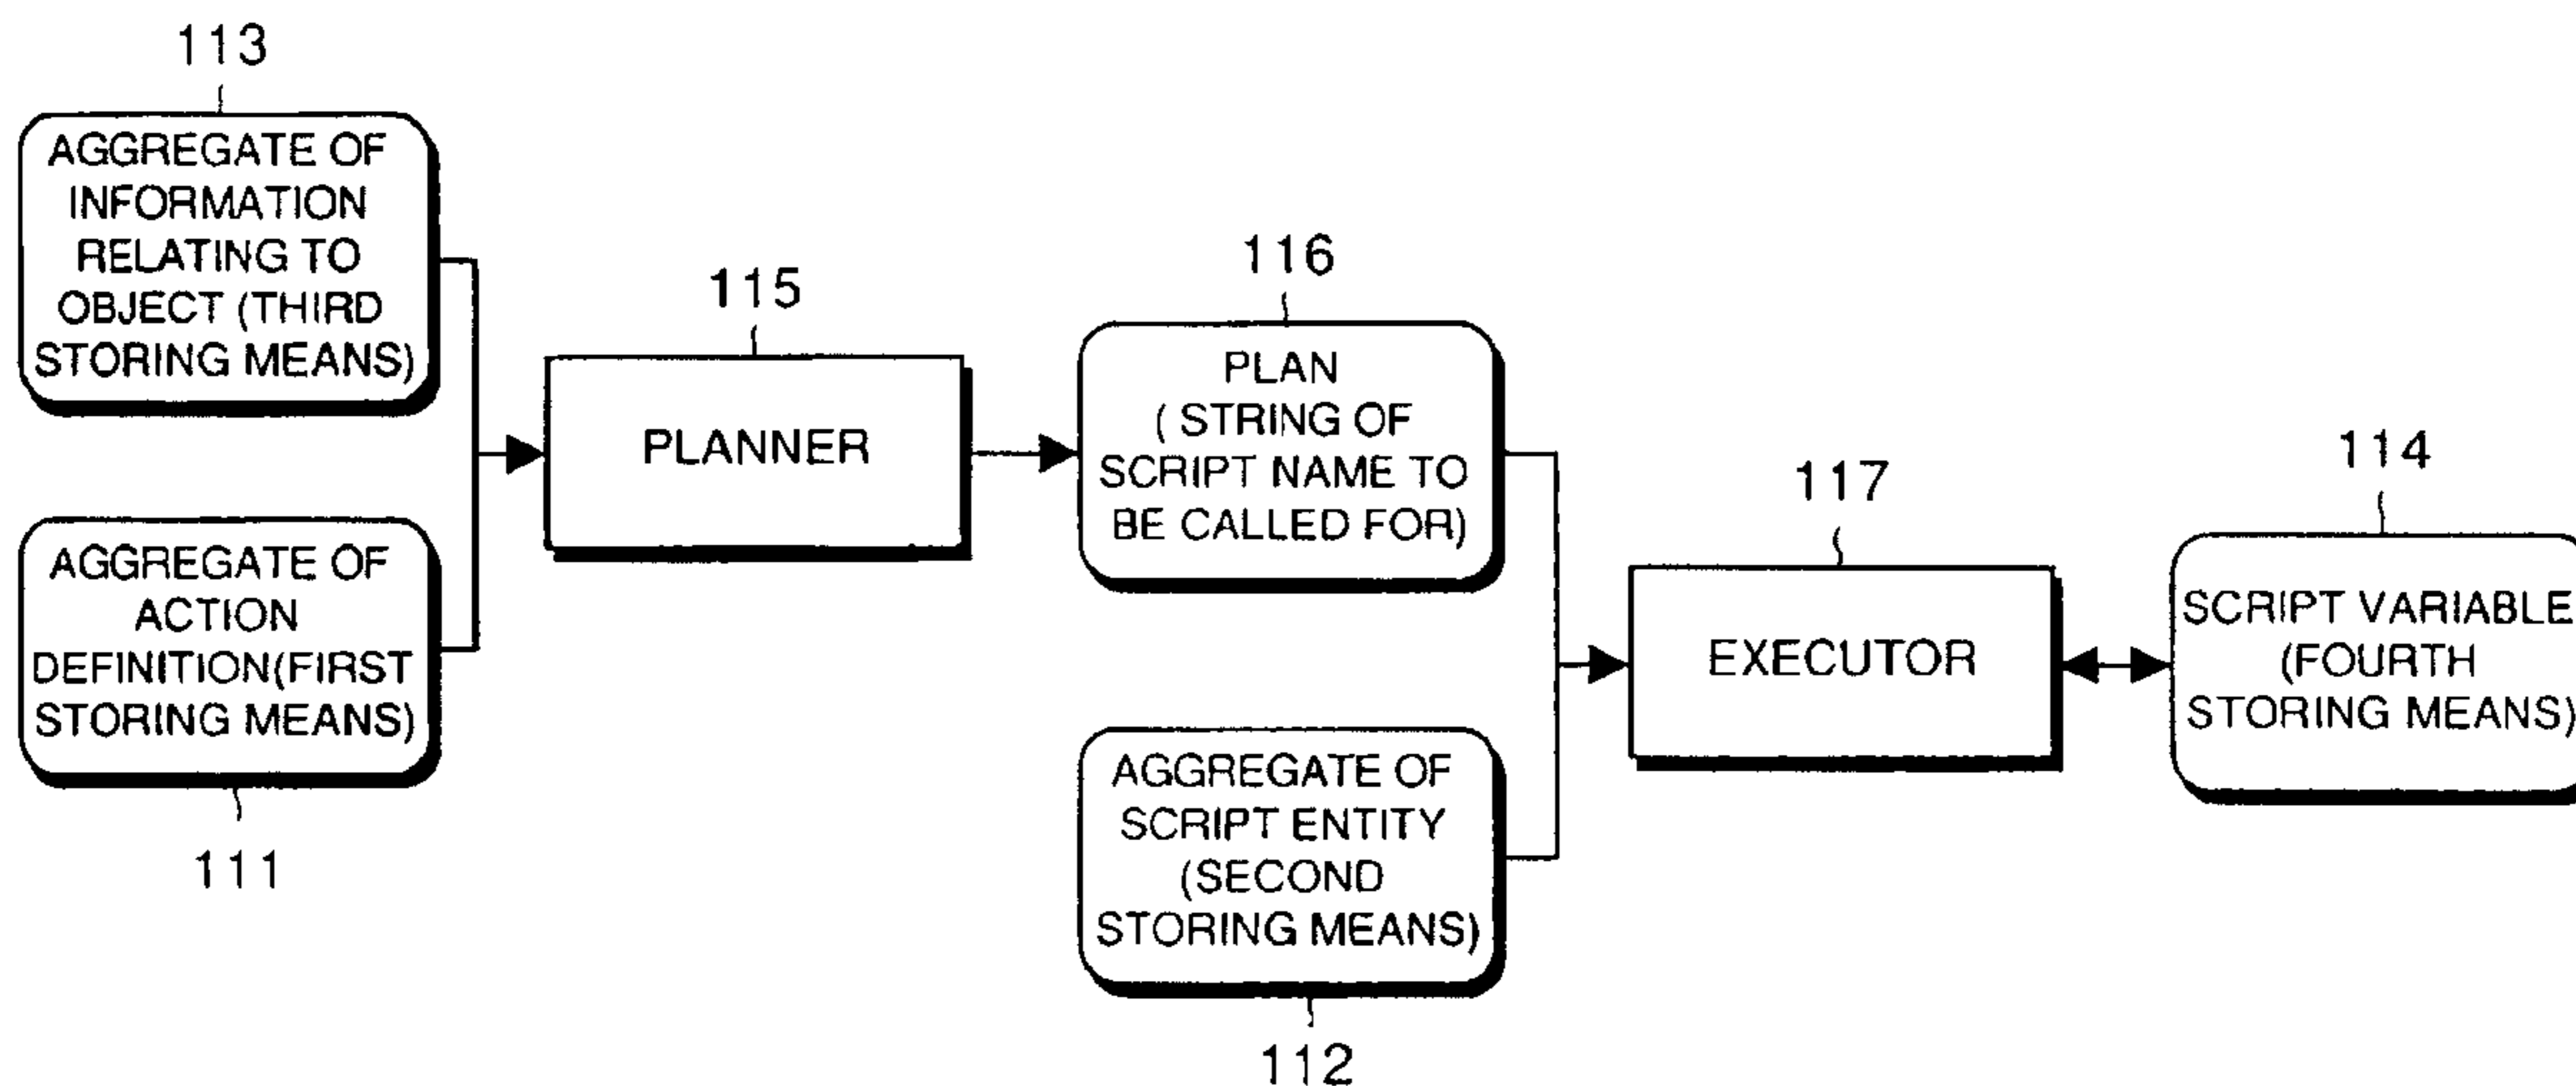 113
AGGREGATE OF
INFORMATION
RELATING TO
OBJECT (THIRD
STORING MEANS)
AGGREGATE OF
ACTION
DEFINITION(FIRST
STORING MEANS)
111
115
PLANNER
116
PLAN
( STRING OF
SCRIPT NAME TO
BE CALLED FOR)
AGGREGATE OF
SCRIPT ENTITY
(SECOND
STORING MEANS)
112
117
EXECUTOR
114
SCRIPT VARIABLE
(FOURTH
STORING MEANS)